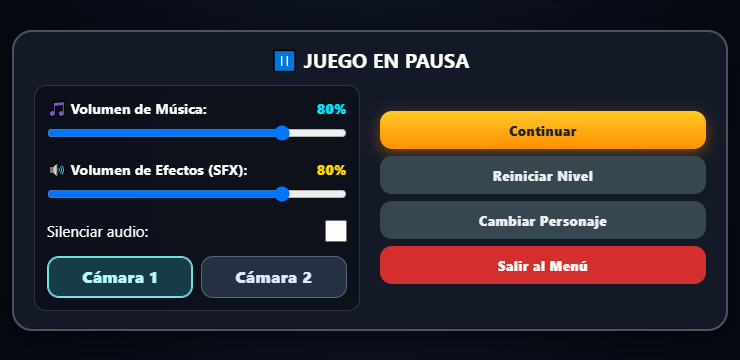 ⏸ JUEGO EN PAUSA
🎵 Volumen de Música: 80%
🔊 Volumen de Efectos (SFX): 80%
Silenciar audio:
Cámara 1
Cámara 2
Continuar
Reiniciar Nivel
Cambiar Personaje
Salir al Menú